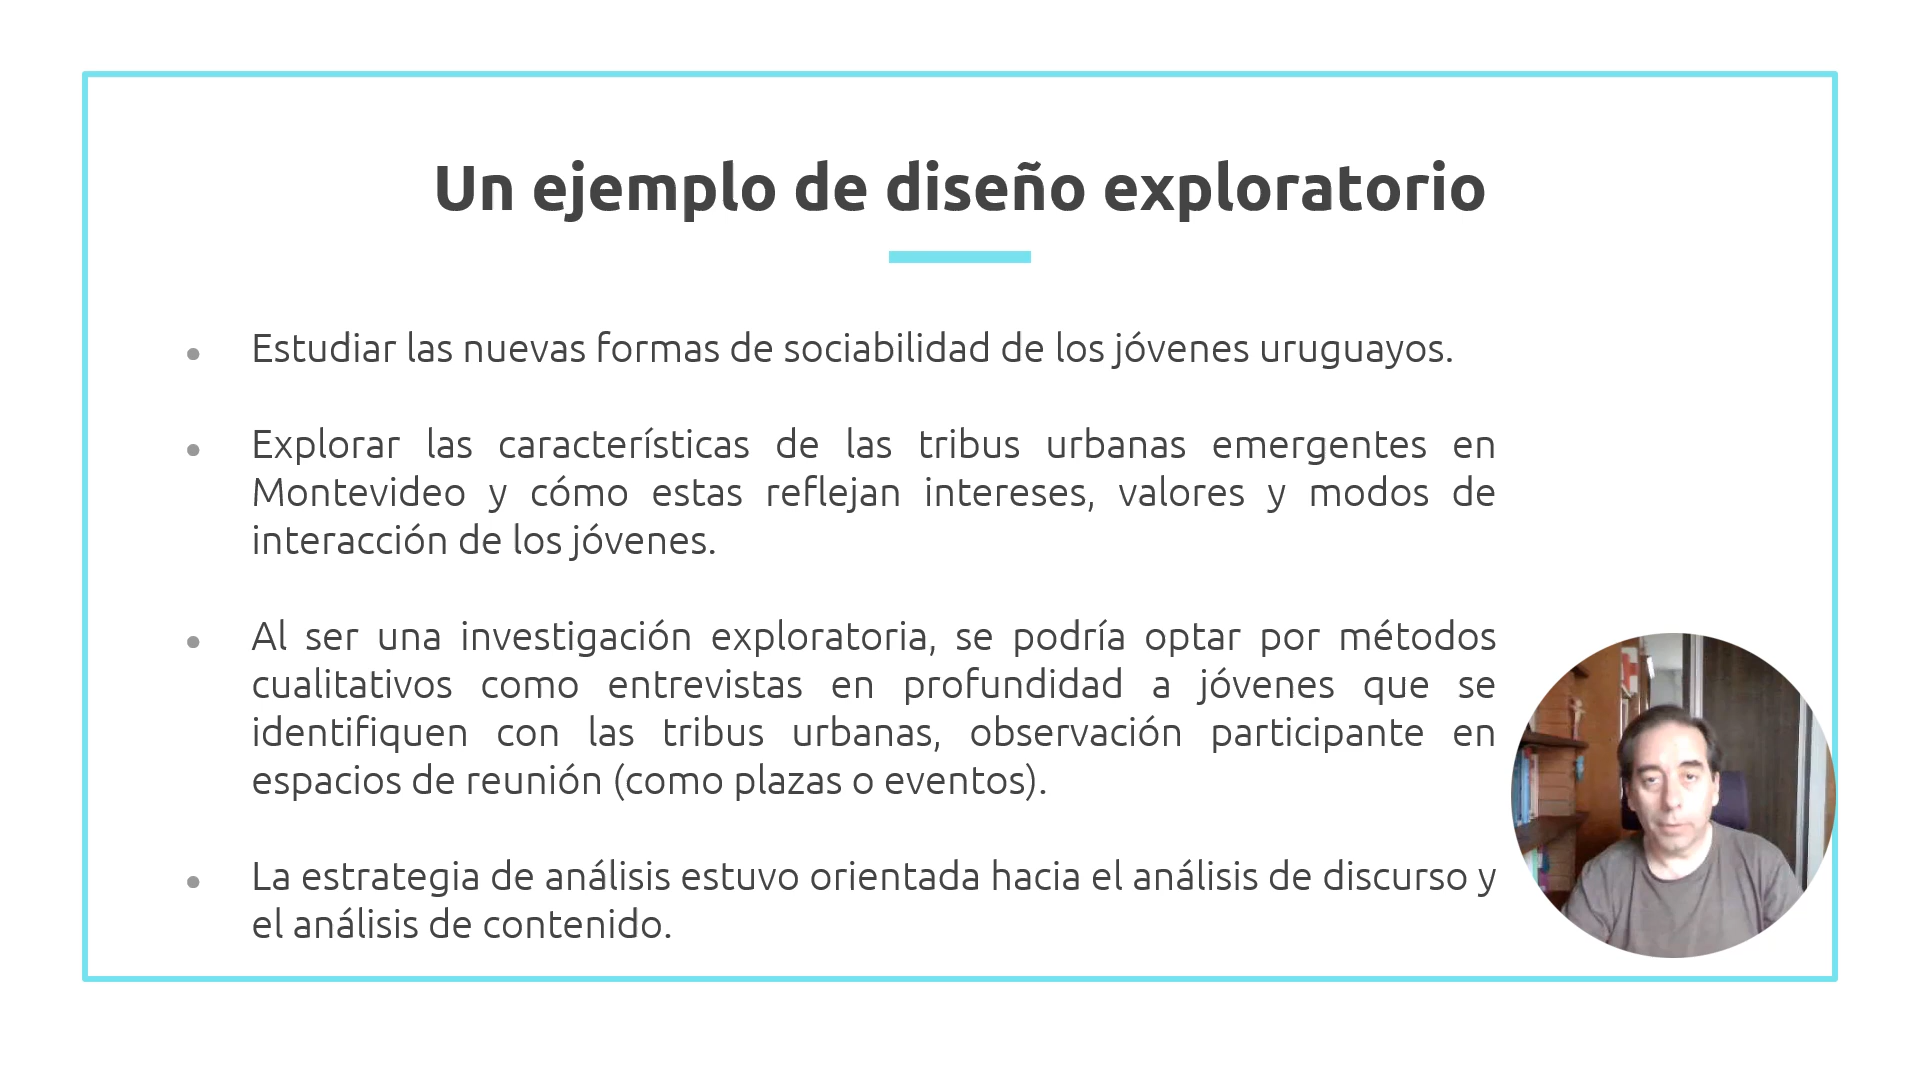 Un ejemplo de diseño exploratorio
Estudiar las nuevas formas de sociabilidad de los jóvenes uruguayos.
Explorar las características de las tribus urbanas emergentes en
Montevideo y cómo estas reflejan intereses, valores y modos de
interacción de los jóvenes.
Al ser una investigación exploratoria, se podría optar por métodos
cualitativos como entrevistas en profundidad a jóvenes que se
identifiquen con las tribus urbanas, observación participante en
espacios de reunión (como plazas o eventos).
La estrategia de análisis estuvo orientada hacia el análisis de discurso y
el análisis de contenido.